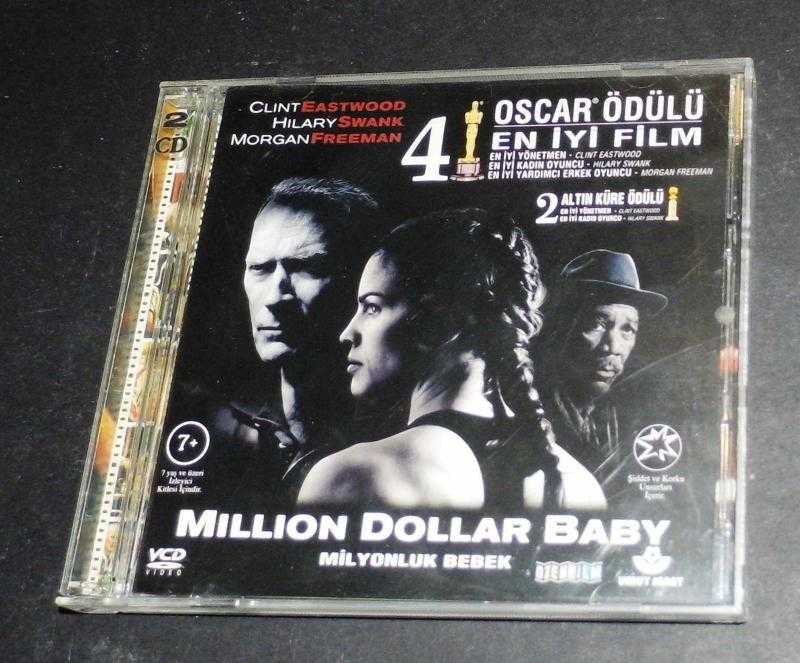 2
CD
CLINT EASTWOOD
HILARY SWANK
MORGAN FREEMAN
4
OSCAR® ÖDÜLÜ
EN İYİ FİLM
EN İYİ YÖNETMEN - CLINT EASTWOOD
EN İYİ KADIN OYUNCU - HILARY SWANK
EN İYİ YARDIMCI ERKEK OYUNCU - MORGAN FREEMAN
2 ALTIN KÜRE ÖDÜLÜ
EN İYİ YÖNETMEN - CLINT EASTWOOD
EN İYİ KADIN OYUNCU - HILARY SWANK
7+
7 yaş ve üzeri
İzleyici
Kitlesi İçindir.
Şiddet ve Korku
Unsurları
İçerir.
MILLION DOLLAR BABY
MİLYONLUK BEBEK
VCD
VIDEO
UMUT SANAT